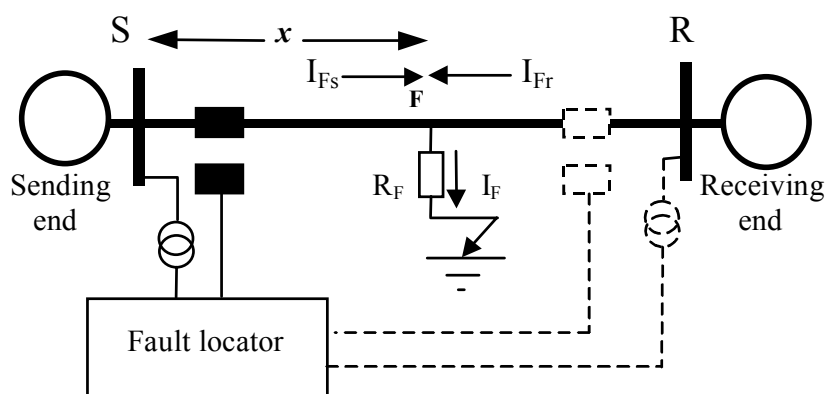 S
x
R
I_Fs
I_Fr
F
Sending
end
R_F
I_F
Receiving
end
Fault locator